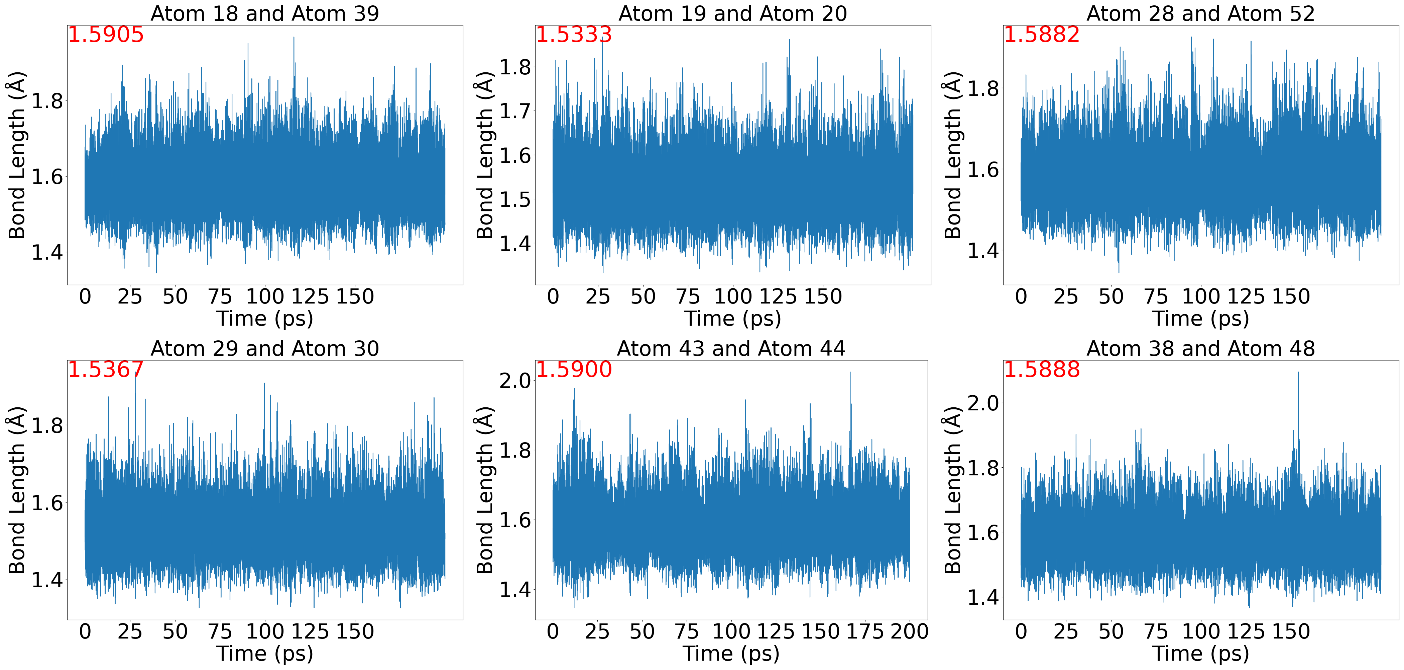 Atom 18 and Atom 39
1.5905
Bond Length (Å)
1.8
1.6
1.4
0 25 50 75 100 125 150
Time (ps)
Atom 19 and Atom 20
1.5333
Bond Length (Å)
1.8
1.7
1.6
1.5
1.4
0 25 50 75 100 125 150
Time (ps)
Atom 28 and Atom 52
1.5882
Bond Length (Å)
1.8
1.6
1.4
0 25 50 75 100 125 150
Time (ps)
Atom 29 and Atom 30
1.5367
Bond Length (Å)
1.8
1.6
1.4
0 25 50 75 100 125 150
Time (ps)
Atom 43 and Atom 44
1.5900
Bond Length (Å)
2.0
1.8
1.6
1.4
0 25 50 75 100 125 150 175 200
Time (ps)
Atom 38 and Atom 48
1.5888
Bond Length (Å)
2.0
1.8
1.6
1.4
0 25 50 75 100 125 150
Time (ps)